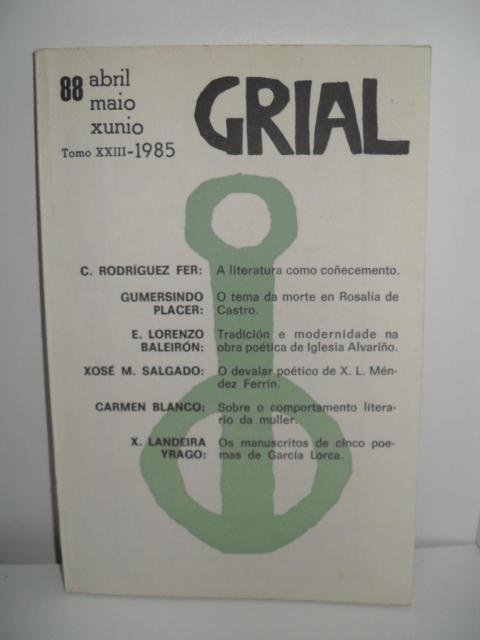 88 abril
maio
xunio
Tomo XXIII-1985
GRIAL
C. RODRÍGUEZ FER: A literatura como coñecemento.
GUMERSINDO O tema da morte en Rosalía de
PLACER: Castro.
E. LORENZO Tradición e modernidade na
BALEIRÓN: obra poética de Iglesia Alvariño.
XOSÉ M. SALGADO: O devalar poético de X. L. Mén-
dez Ferrín.
CARMEN BLANCO: Sobre o comportamento litera-
rio da muller.
X. LANDEIRA Os manuscritos de cinco poe-
YRAGO: mas de García Lorca.